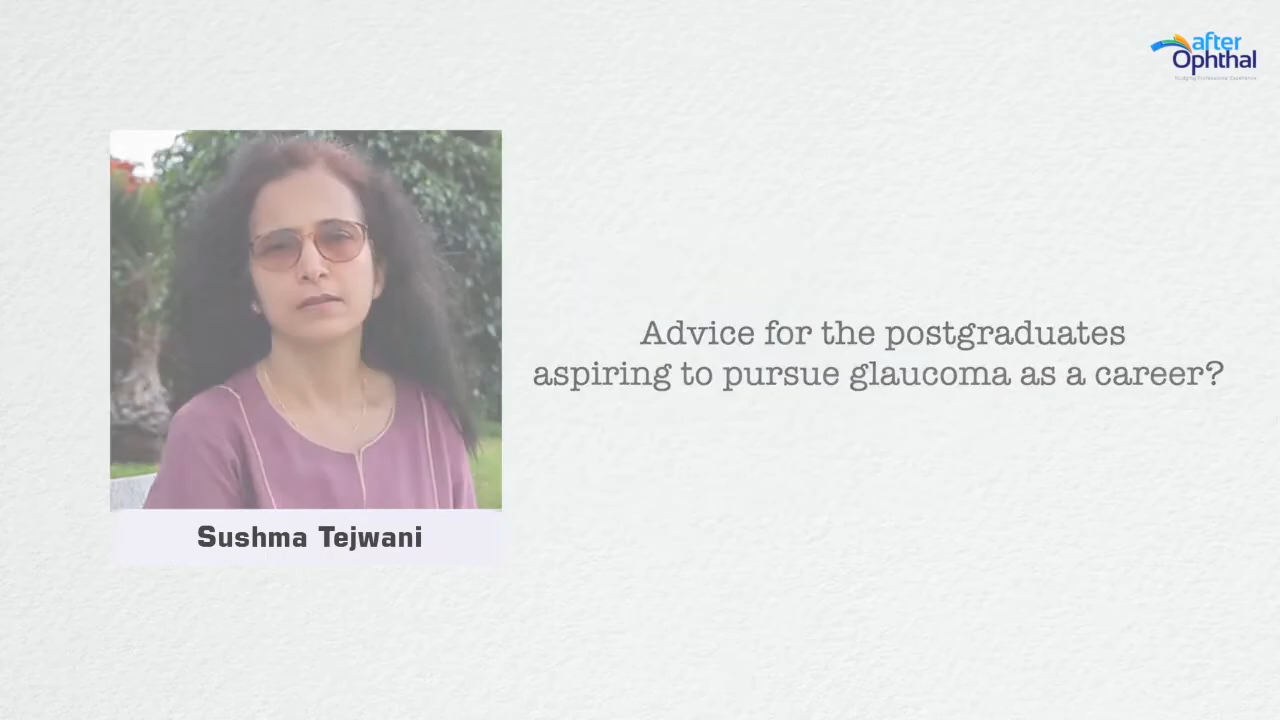 after
Ophthal
Advice for the postgraduates
aspiring to pursue glaucoma as a career?
Sushma Tejwani